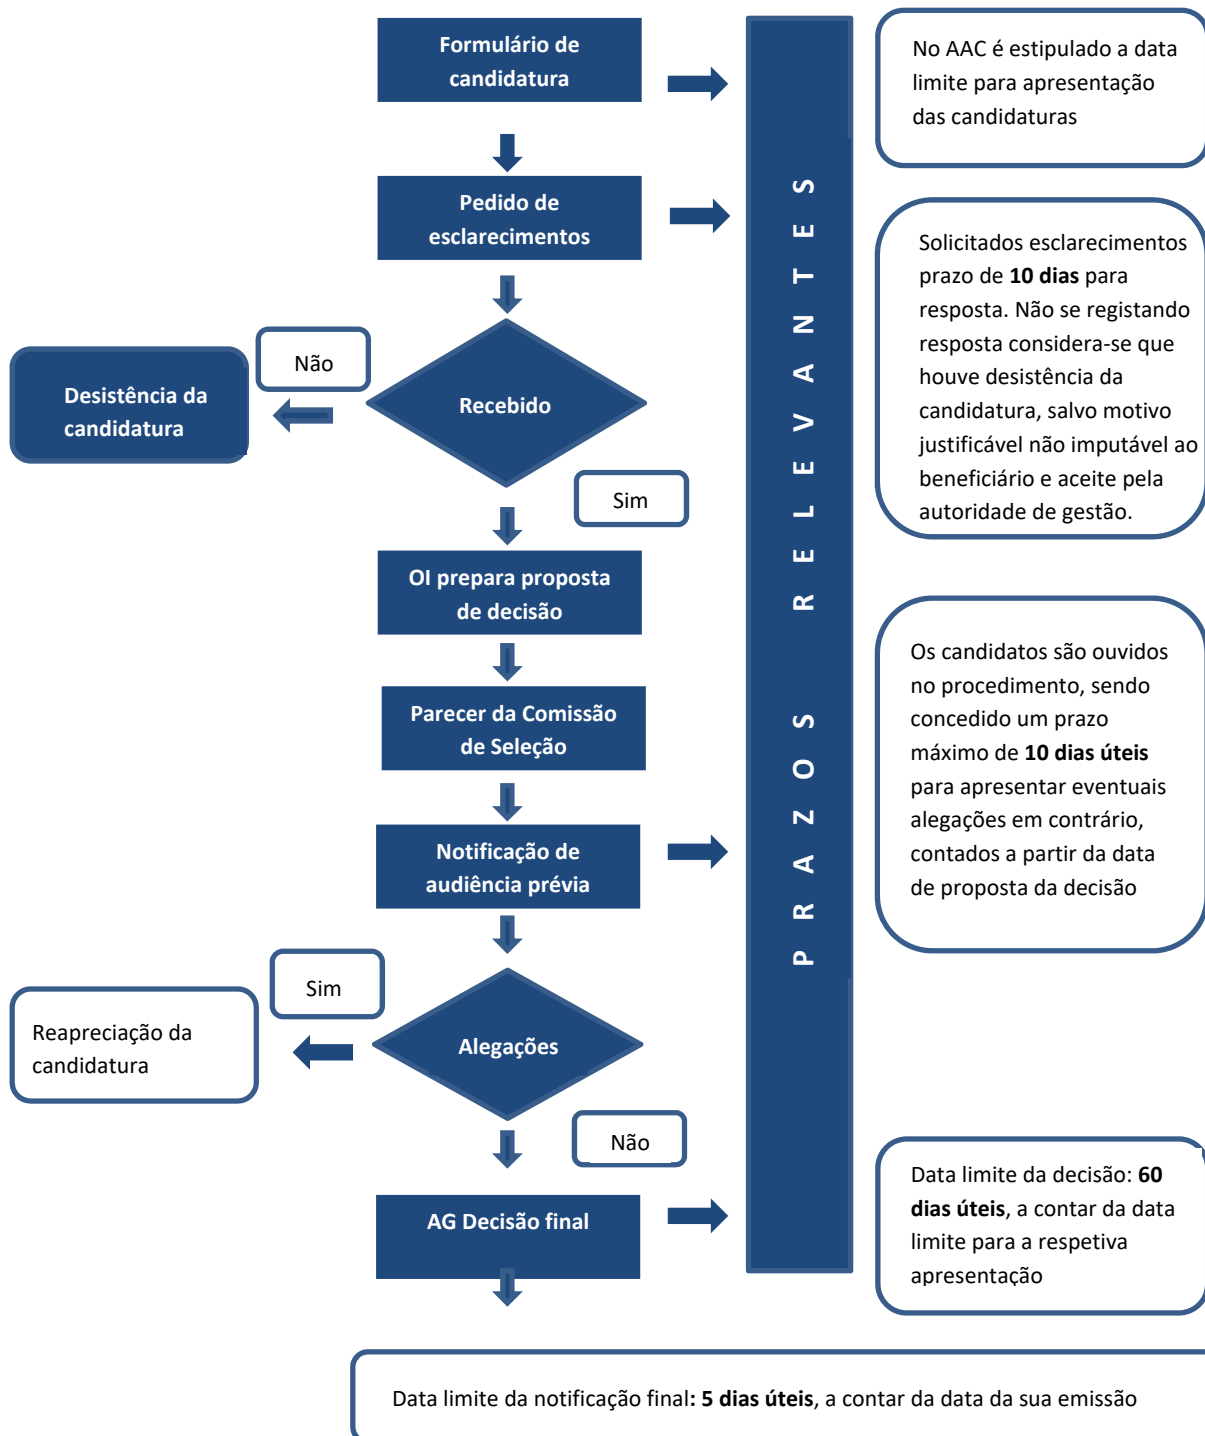 Formulário de
candidatura
No AAC é estipulado a data
limite para apresentação
das candidaturas
Pedido de
esclarecimentos
Solicitados esclarecimentos
prazo de 10 dias para
resposta. Não se registando
resposta considera-se que
houve desistência da
candidatura, salvo motivo
justificável não imputável ao
beneficiário e aceite pela
autoridade de gestão.
Não
Desistência da
candidatura
Recebido
Sim
OI prepara proposta
de decisão
Parecer da Comissão
de Seleção
Os candidatos são ouvidos
no procedimento, sendo
concedido um prazo
máximo de 10 dias úteis
para apresentar eventuais
alegações em contrário,
contados a partir da data
de proposta da decisão
Notificação de
audiência prévia
PRAZOS RELEVANTES
Sim
Reapreciação da
candidatura
Alegações
Não
AG Decisão final
Data limite da decisão: 60
dias úteis, a contar da data
limite para a respetiva
apresentação
Data limite da notificação final: 5 dias úteis, a contar da data da sua emissão